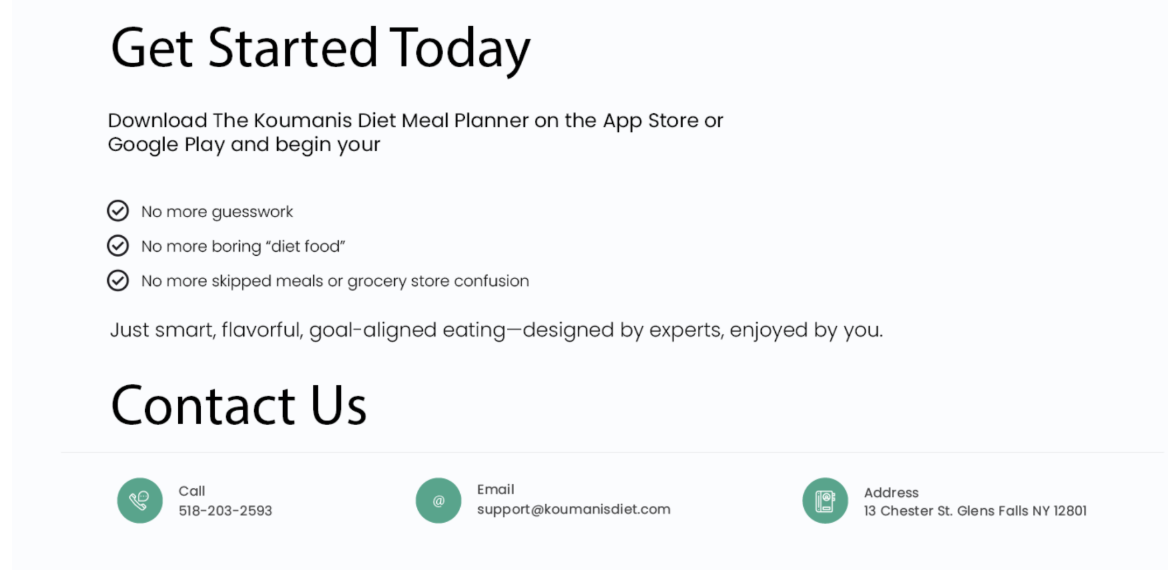 Get Started Today
Download The Koumanis Diet Meal Planner on the App Store or
Google Play and begin your
No more guesswork
No more boring “diet food”
No more skipped meals or grocery store confusion
Just smart, flavorful, goal-aligned eating—designed by experts, enjoyed by you.
Contact Us
Call
518-203-2593
@
Email
support@koumanisdiet.com
Address
13 Chester St. Glens Falls NY 12801